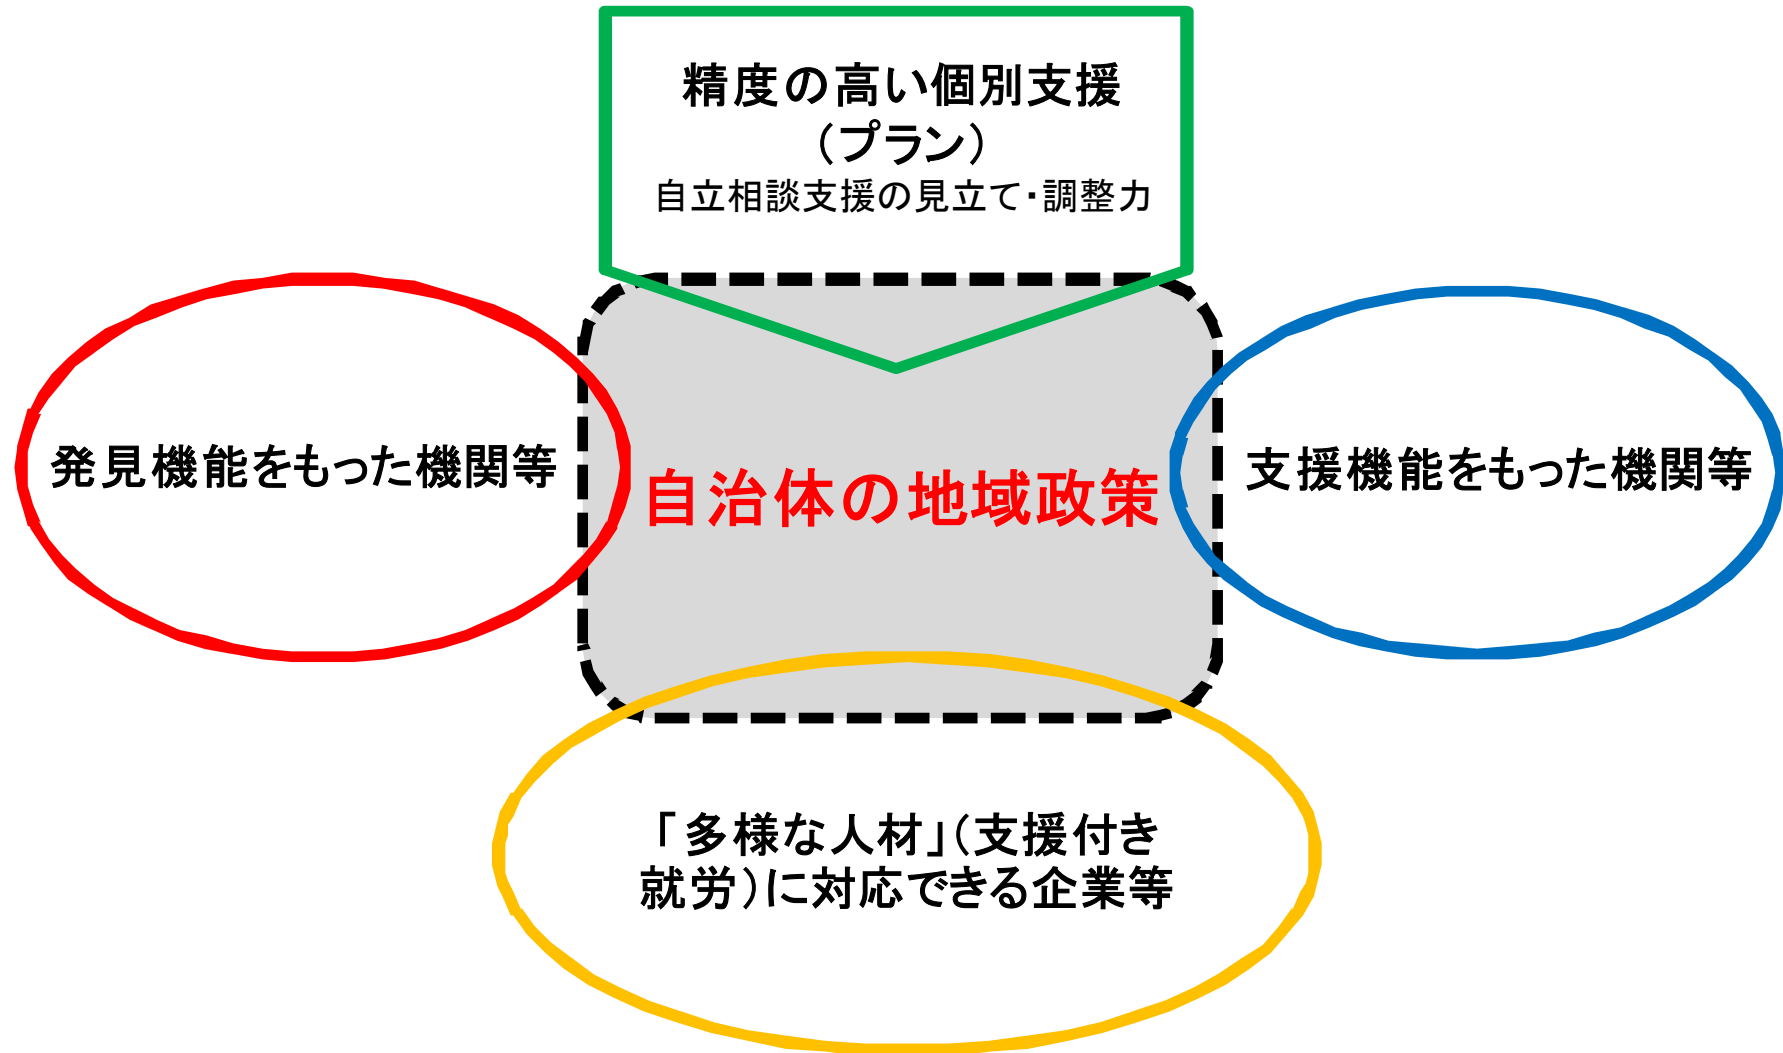 精度の高い個別支援
（プラン）
自立相談支援の見立て・調整力
発見機能をもった機関等
自治体の地域政策
支援機能をもった機関等
「多様な人材」（支援付き
就労）に対応できる企業等